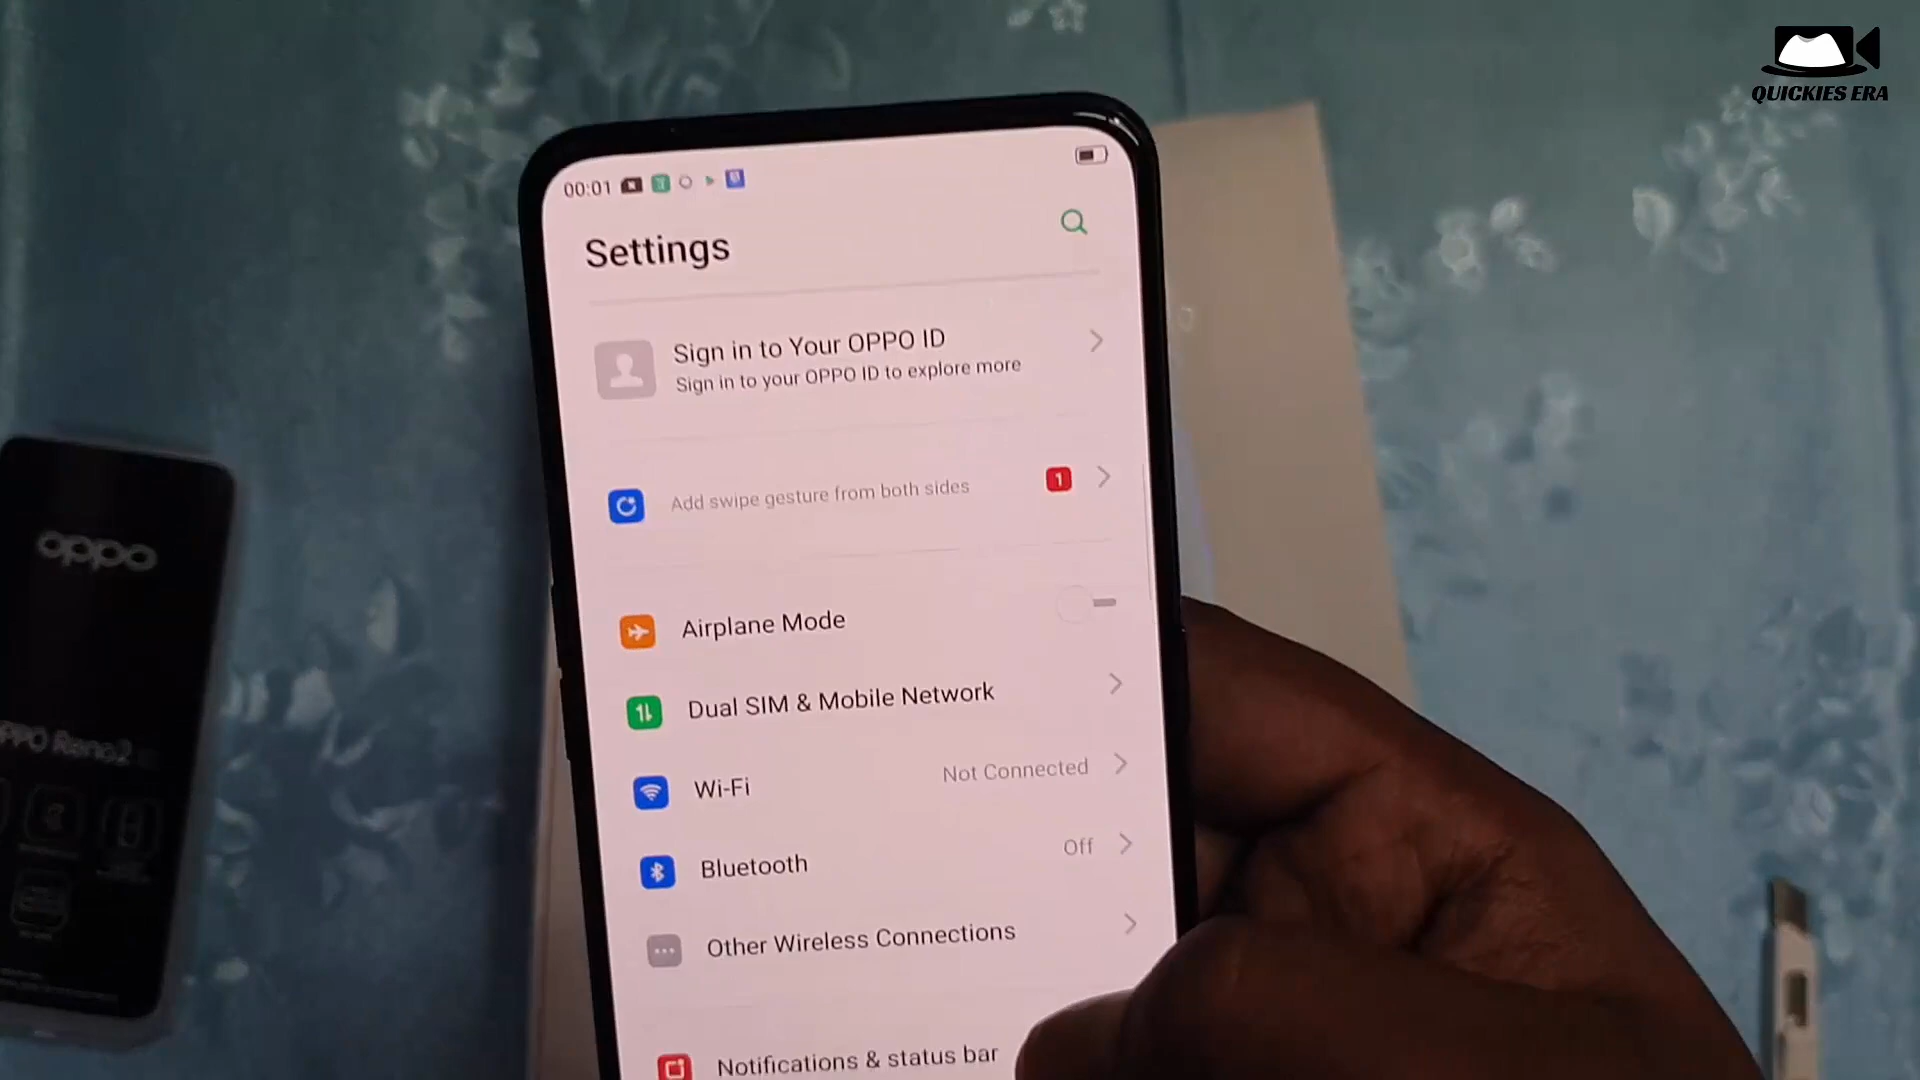 QUICKIES ERA
00:01
Settings
Sign in to Your OPPO ID
Sign in to your OPPO ID to explore more
Add swipe gesture from both sides
1
Airplane Mode
Dual SIM & Mobile Network
Wi-Fi
Not Connected
Bluetooth
Off
Other Wireless Connections
Notifications & status bar
oppo
PPO Reno2